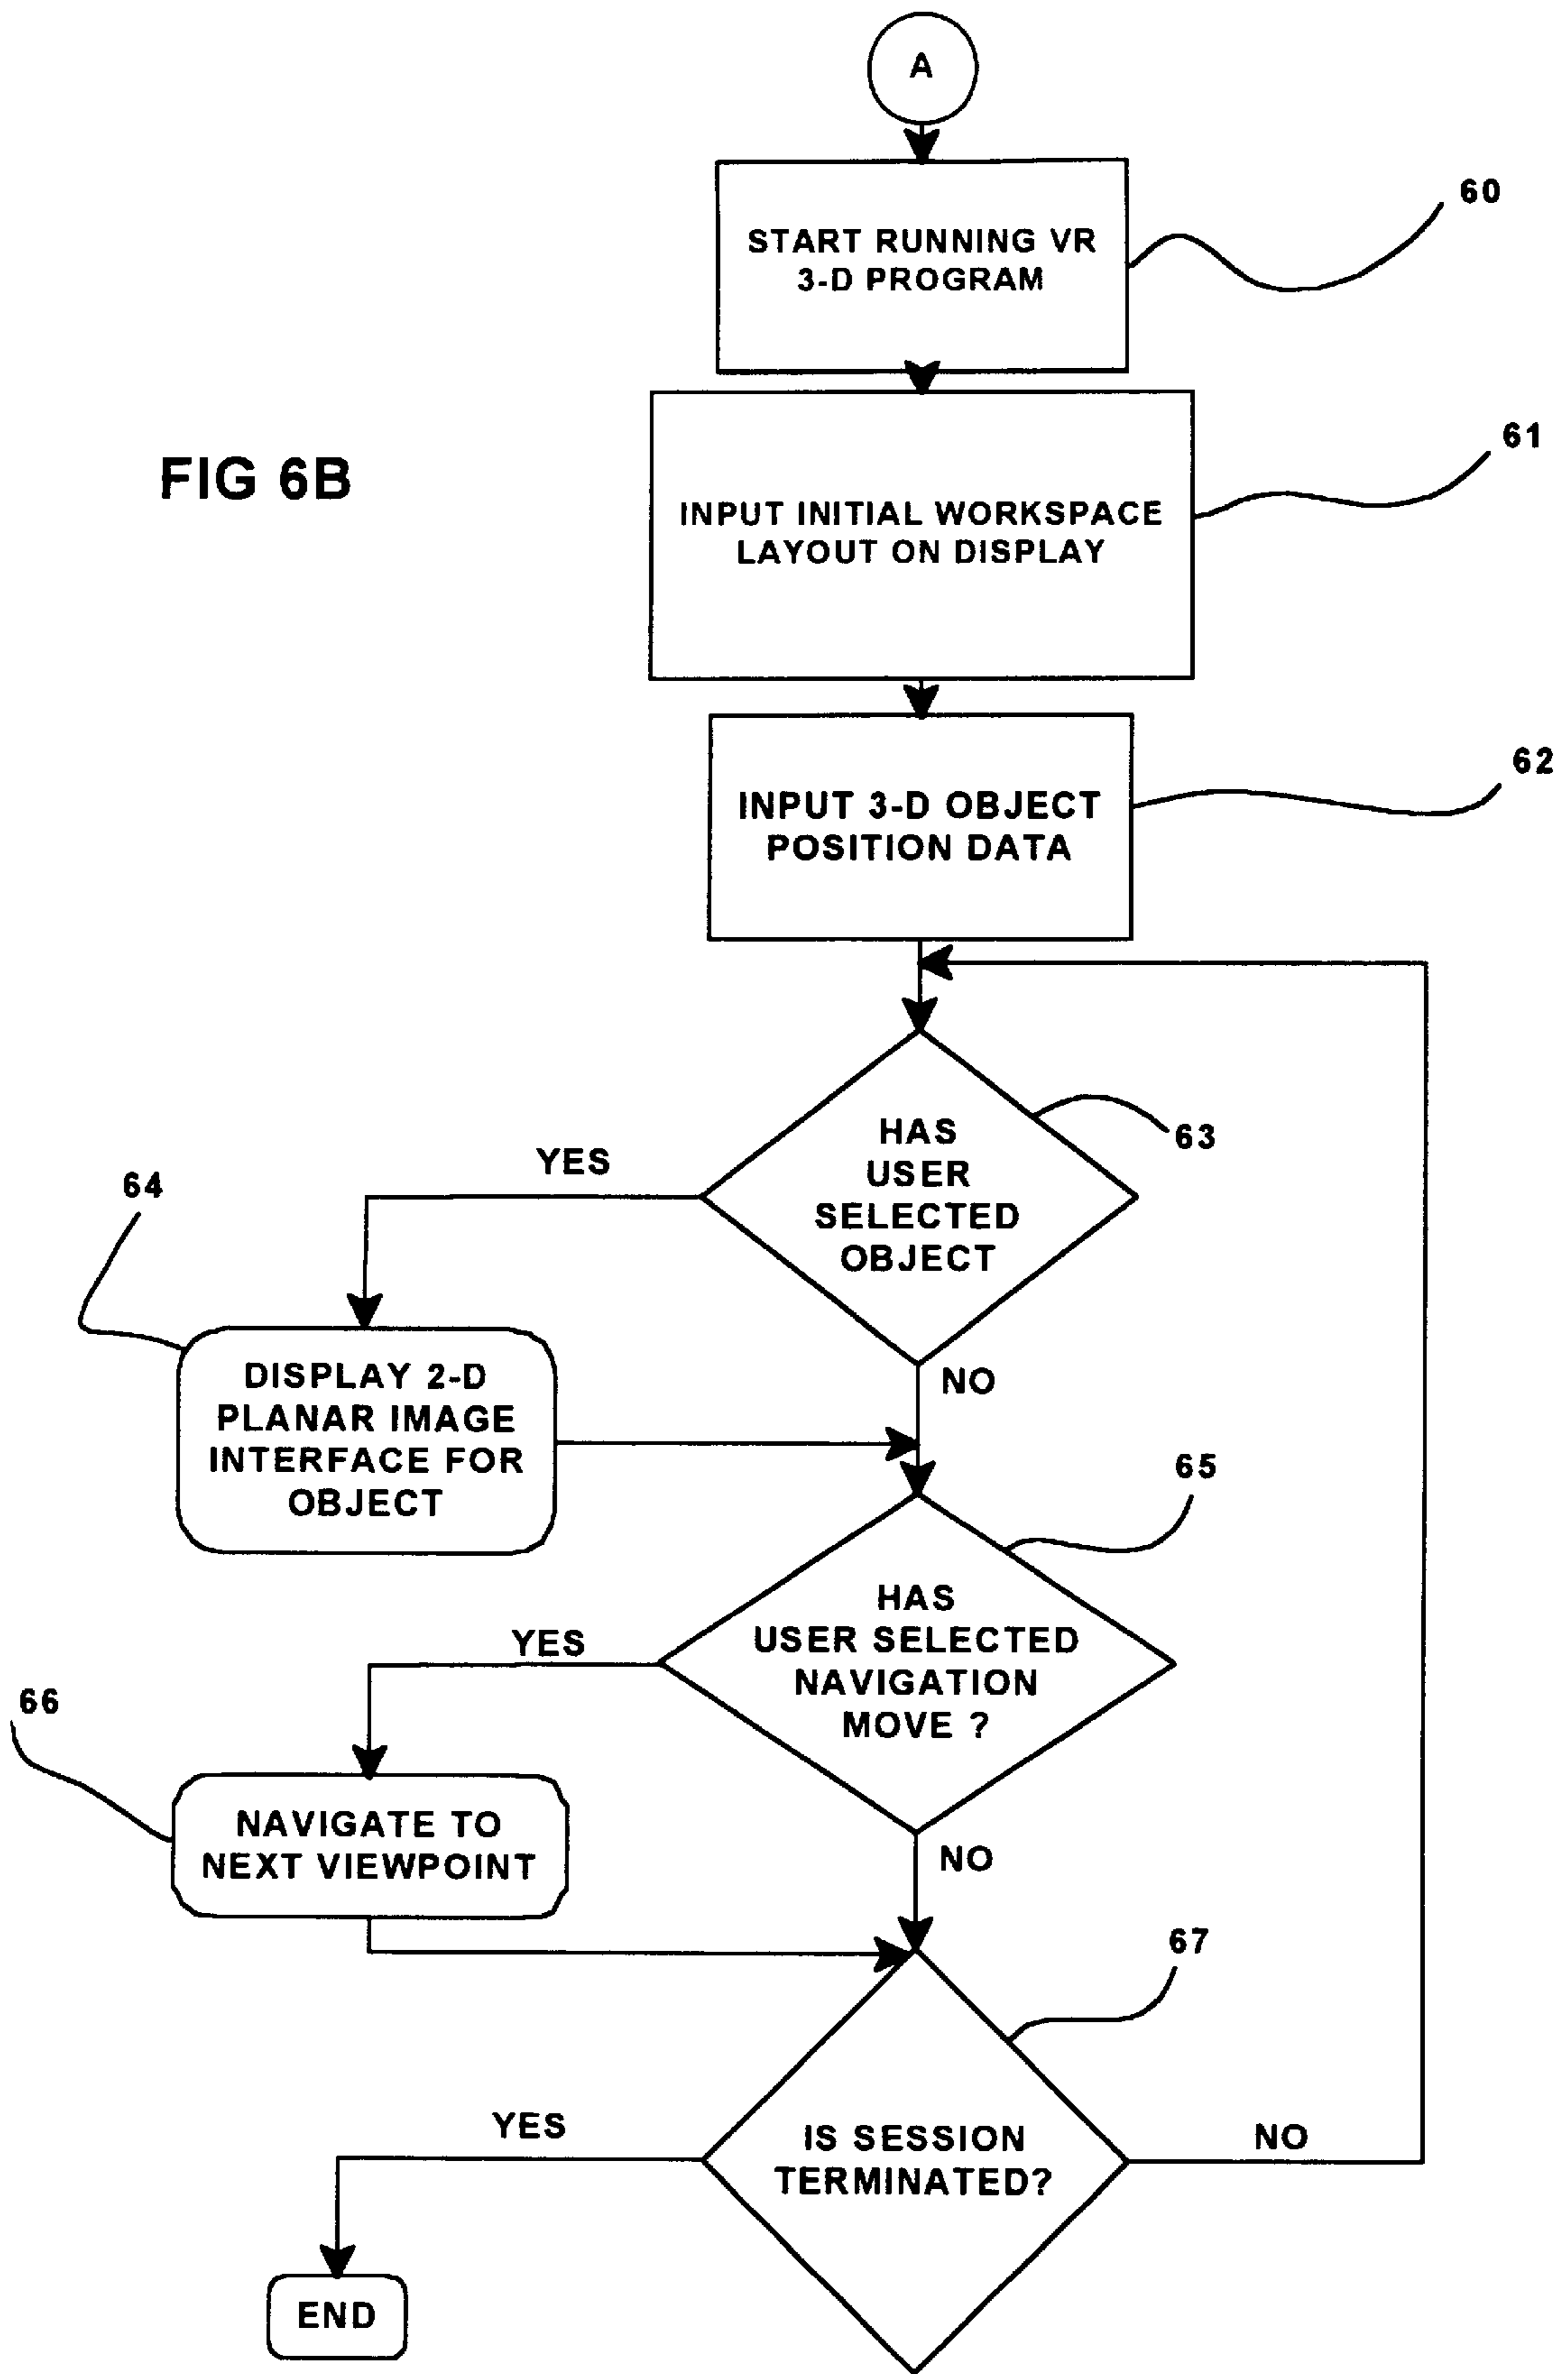 A
START RUNNING VR
3-D PROGRAM
60
FIG 6B
INPUT INITIAL WORKSPACE
LAYOUT ON DISPLAY
61
INPUT 3-D OBJECT
POSITION DATA
62
HAS
USER
SELECTED
OBJECT
63
YES
NO
64
DISPLAY 2-D
PLANAR IMAGE
INTERFACE FOR
OBJECT
65
HAS
USER SELECTED
NAVIGATION
MOVE ?
YES
NO
66
NAVIGATE TO
NEXT VIEWPOINT
67
IS SESSION
TERMINATED?
YES
NO
END